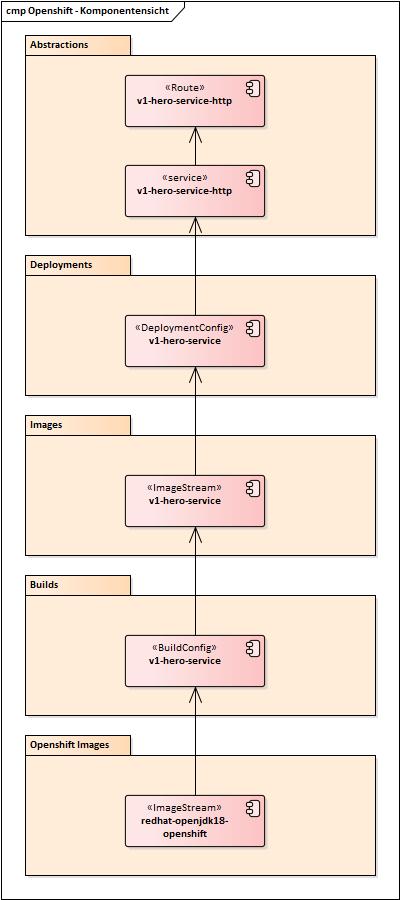 cmp Openshift - Komponentensicht
Abstractions
«Route»
v1-hero-service-http
«service»
v1-hero-service-http
Deployments
«DeploymentConfig»
v1-hero-service
Images
«ImageStream»
v1-hero-service
Builds
«BuildConfig»
v1-hero-service
Openshift Images
«ImageStream»
redhat-openjdk18-
openshift